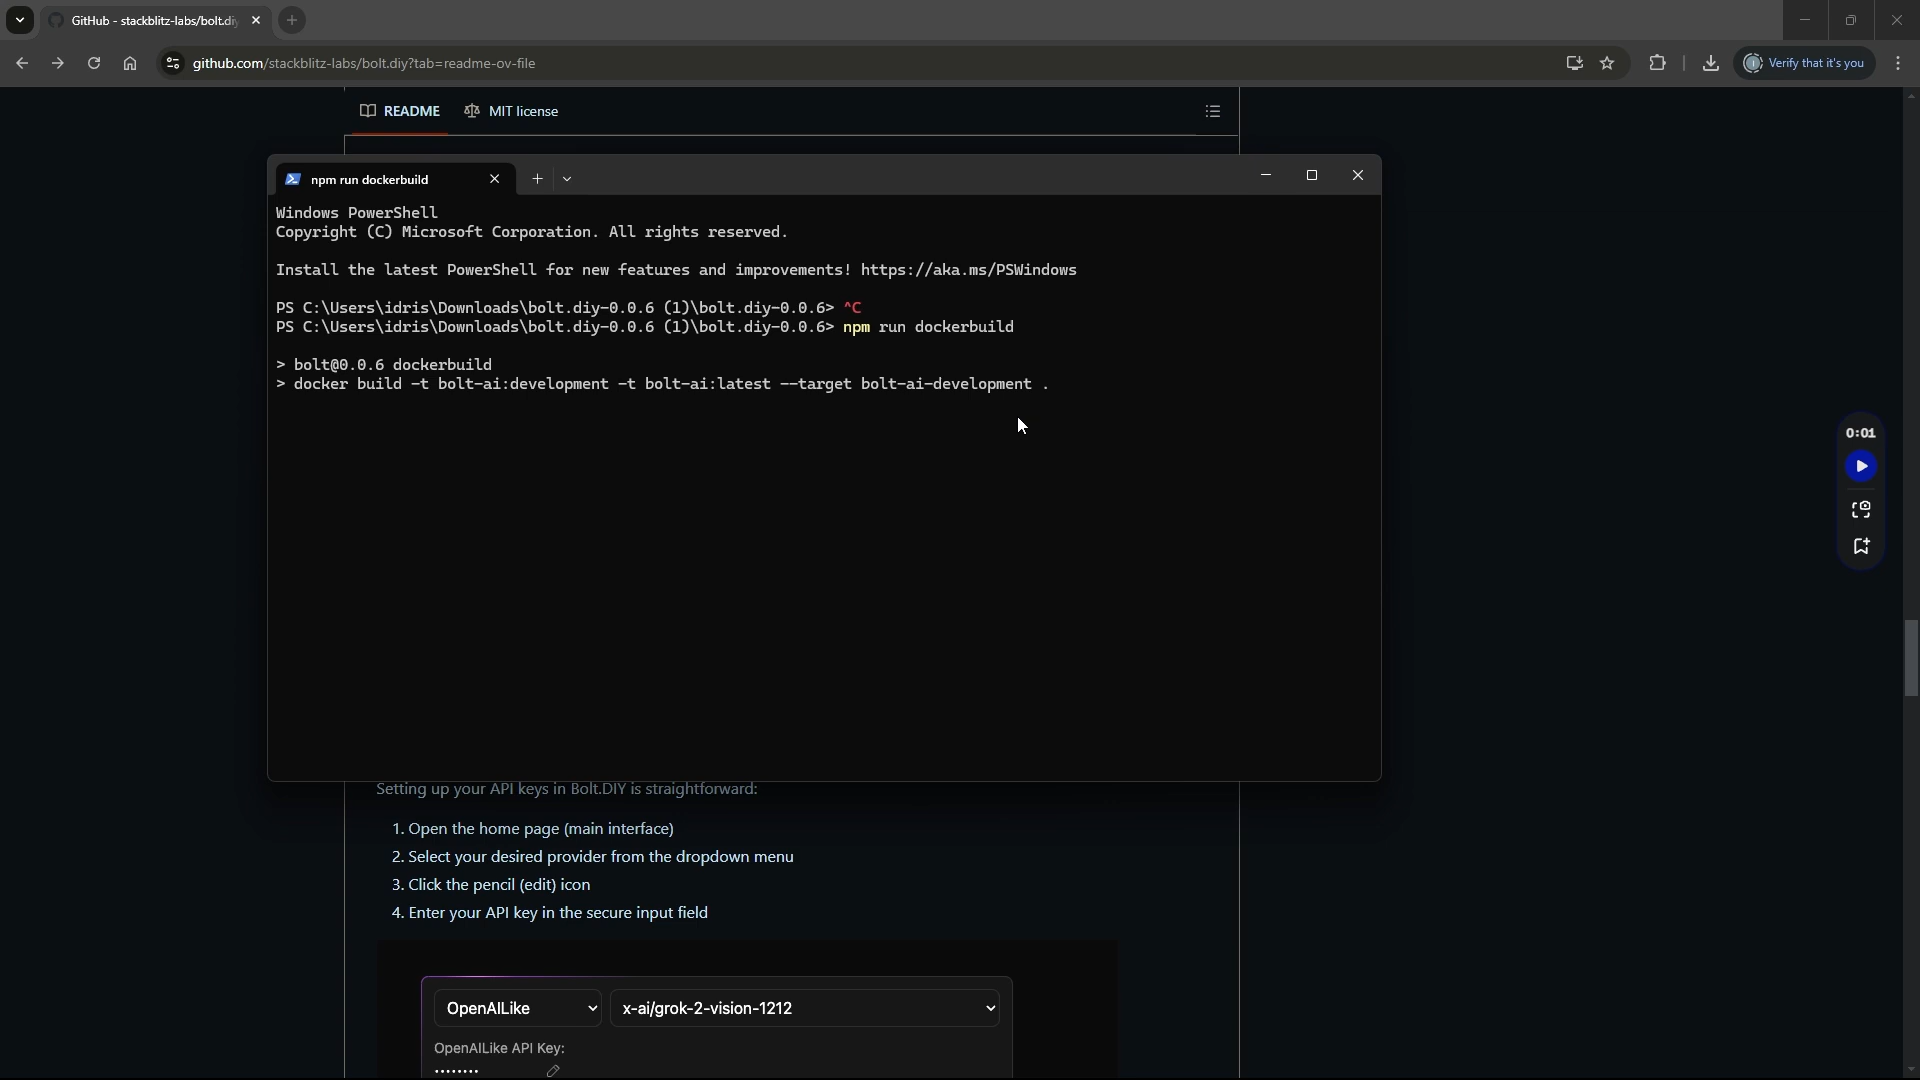 GitHub - stackblitz-labs/bolt.diy
github.com/stackblitz-labs/bolt.diy?tab=readme-ov-file
Verify that it's you
README
MIT license
npm run dockerbuild
Windows PowerShell
Copyright (C) Microsoft Corporation. All rights reserved.
Install the latest PowerShell for new features and improvements! https://aka.ms/PSWindows
PS C:\Users\idris\Downloads\bolt.diy-0.0.6 (1)\bolt.diy-0.0.6> ^C
PS C:\Users\idris\Downloads\bolt.diy-0.0.6 (1)\bolt.diy-0.0.6> npm run dockerbuild
> bolt@0.0.6 dockerbuild
> docker build -t bolt-ai:development -t bolt-ai:latest --target bolt-ai-development .
0:01
Setting up your API keys in Bolt.DIY is straightforward:
1. Open the home page (main interface)
2. Select your desired provider from the dropdown menu
3. Click the pencil (edit) icon
4. Enter your API key in the secure input field
OpenAILike
x-ai/grok-2-vision-1212
OpenAILike API Key:
••••••••